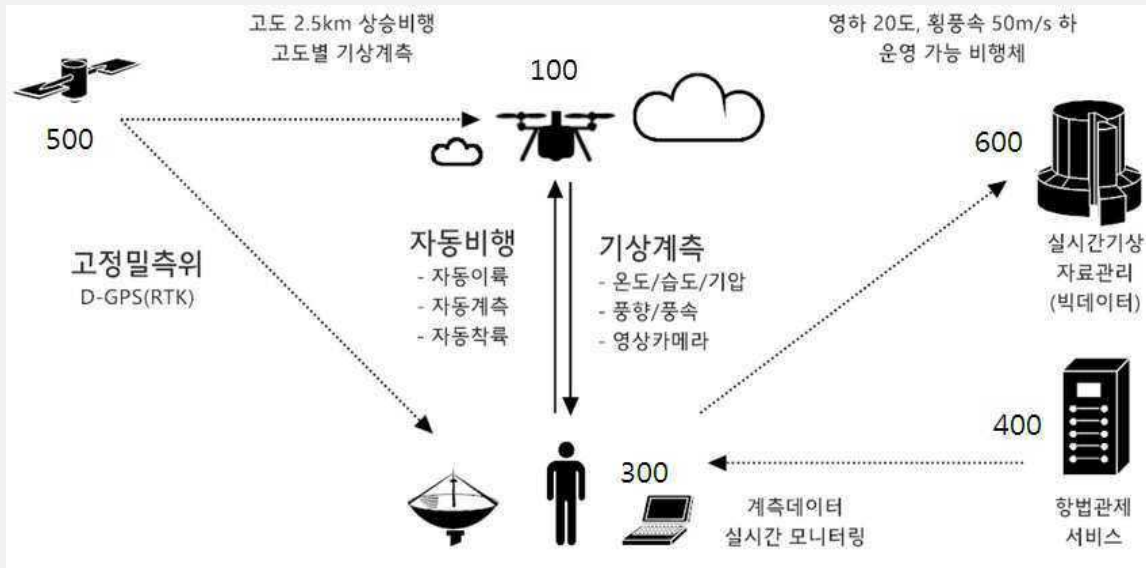 고도 2.5km 상승비행
고도별 기상계측
영하 20도, 횡풍속 50m/s 하
운영 가능 비행체
100
500
600
고정밀측위
D-GPS(RTK)
자동비행
- 자동이륙
- 자동계측
- 자동착륙
기상계측
- 온도/습도/기압
- 풍향/풍속
- 영상카메라
실시간기상
자료관리
(빅데이터)
400
300
계측데이터
실시간 모니터링
항법관제
서비스